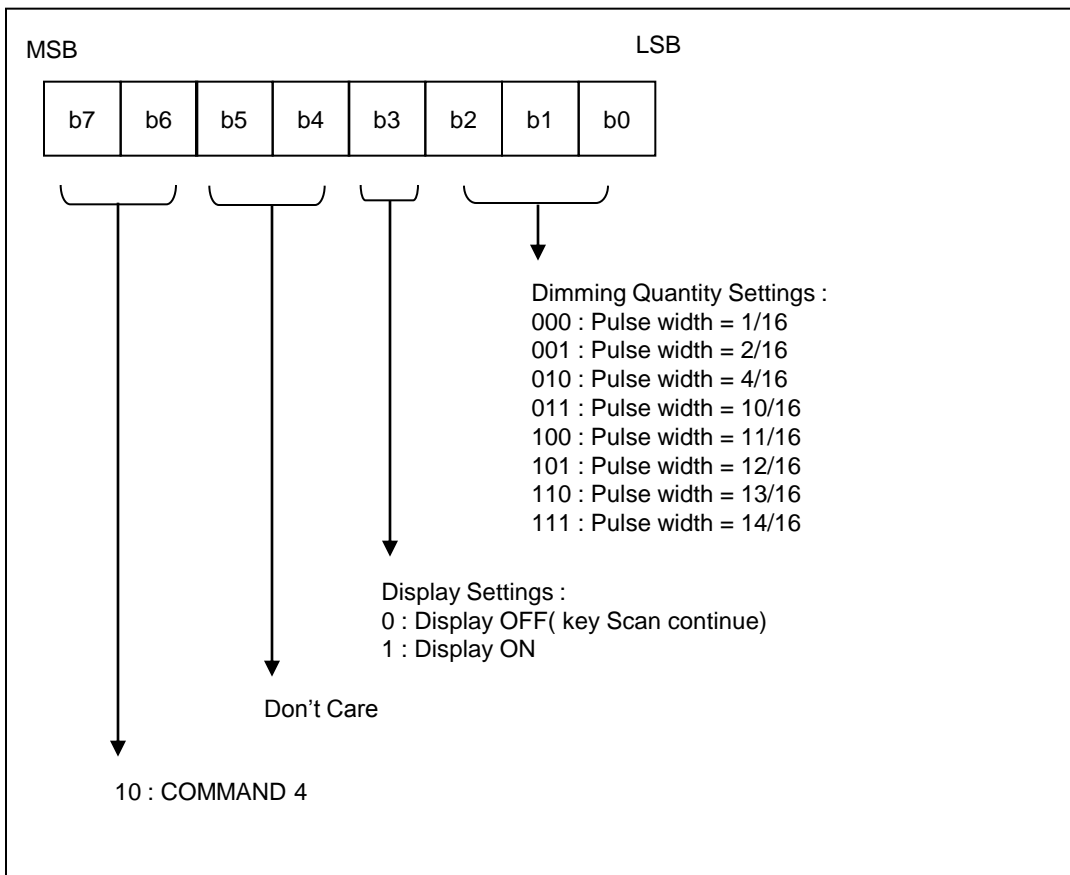 MSB
LSB
b7 b6 b5 b4 b3 b2 b1 b0
Dimming Quantity Settings :
000 : Pulse width = 1/16
001 : Pulse width = 2/16
010 : Pulse width = 4/16
011 : Pulse width = 10/16
100 : Pulse width = 11/16
101 : Pulse width = 12/16
110 : Pulse width = 13/16
111 : Pulse width = 14/16
Display Settings :
0 : Display OFF( key Scan continue)
1 : Display ON
Don’t Care
10 : COMMAND 4